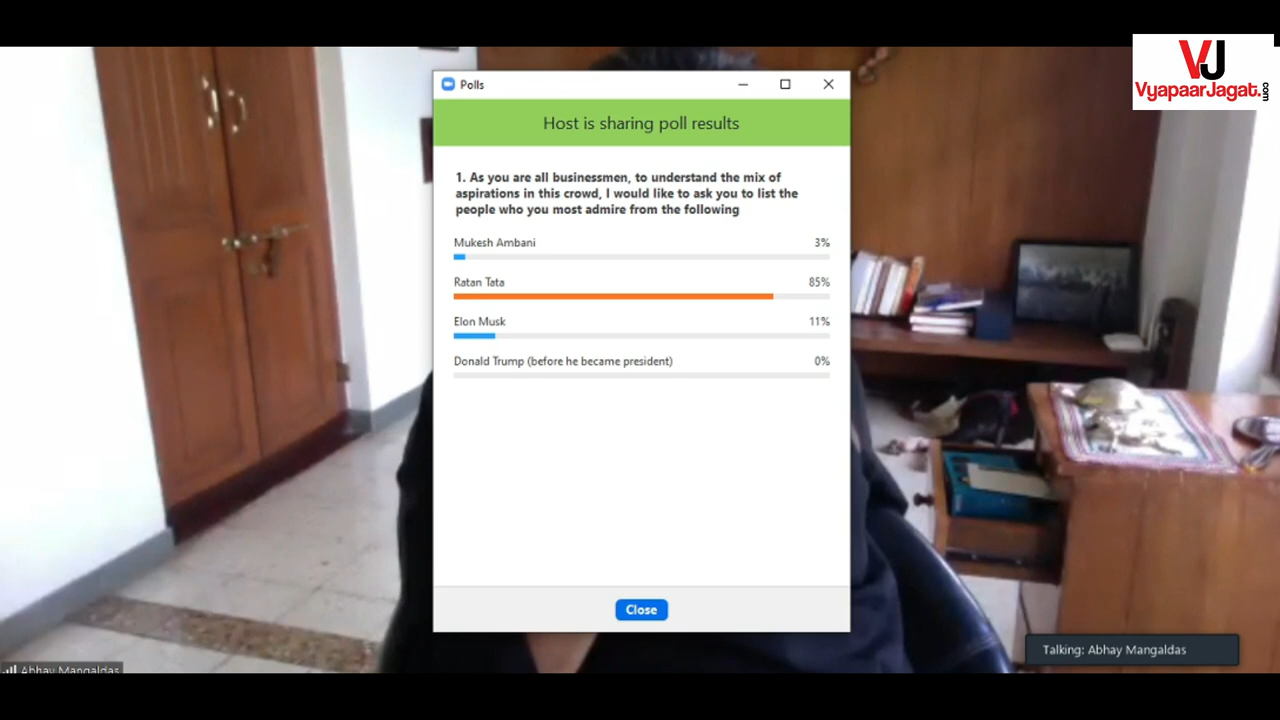 VJ
VyapaarJagat.com
Polls
Host is sharing poll results
1. As you are all businessmen, to understand the mix of
aspirations in this crowd, I would like to ask you to list the
people who you most admire from the following
Mukesh Ambani 3%
Ratan Tata 85%
Elon Musk 11%
Donald Trump (before he became president) 0%
Close
Talking: Abhay Mangaldas
Abhay Mangaldas